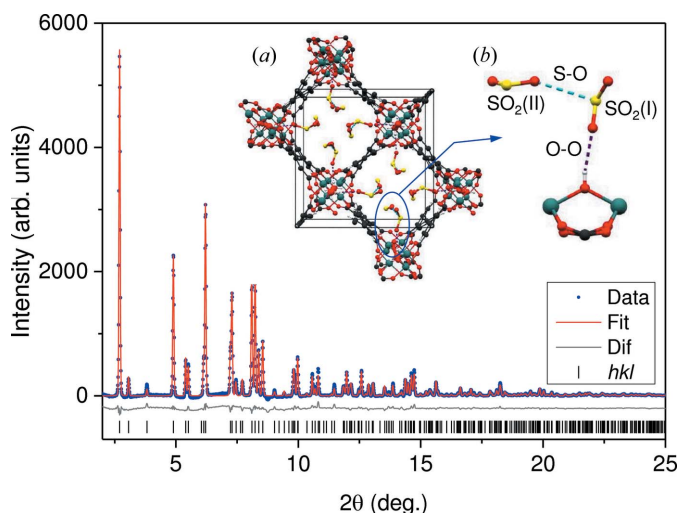 6000
4000
2000
0
Intensity (arb. units)
(a)
(b)
S-O
SO₂(II)
SO₂(I)
O-O
Data
Fit
Dif
hkl
5
10
15
20
25
2θ (deg.)